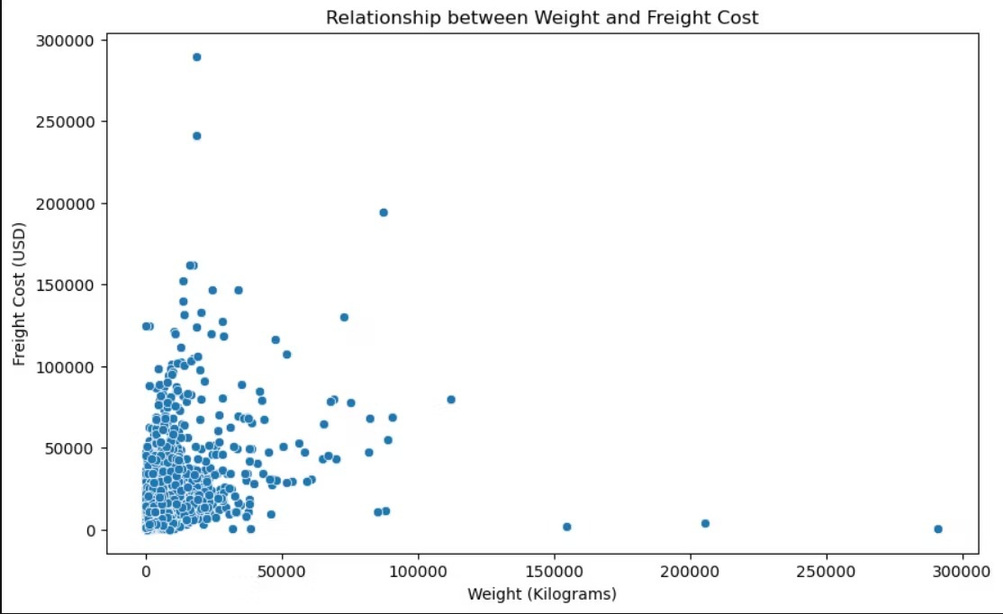 Relationship between Weight and Freight Cost
300000
250000
200000
150000
100000
50000
0
Freight Cost (USD)
0 50000 100000 150000 200000 250000 300000
Weight (Kilograms)